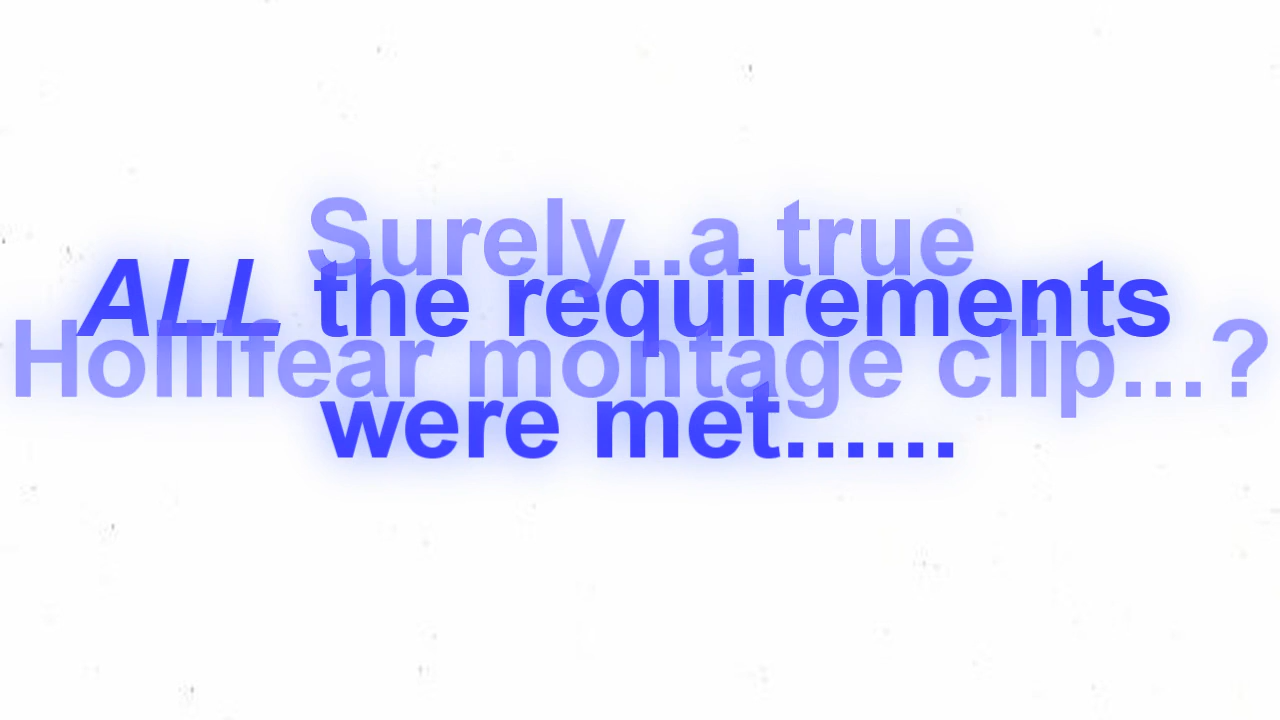 Surely..a true
ALL the requirements
Hollifear montage clip...?
were met......